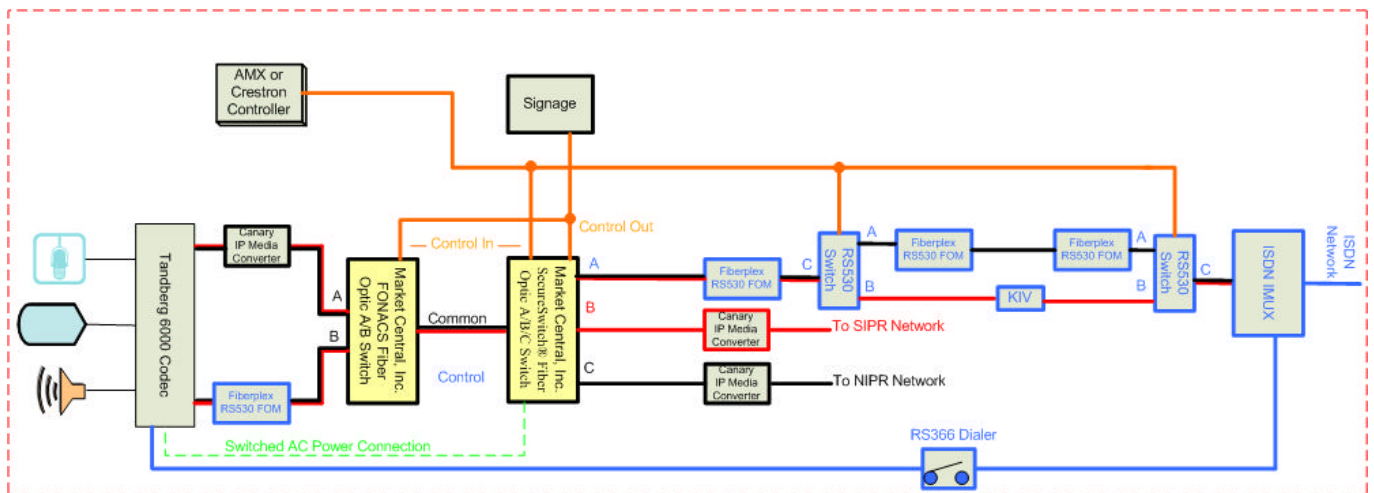 AMX or
Crestron
Controller
Signage
Control Out
Control In
Tandberg 6000 Codec
Canary
IP Media
Converter
A
B
Fiberplex
RS530 FOM
Market Central, Inc.
FONACS Fiber
Optic A/B Switch
Common
Control
Market Central, Inc.
SecureSwitch® Fiber
Optic A/B/C Switch
Switched AC Power Connection
A
B
C
Fiberplex
RS530 FOM
Canary
IP Media
Converter
To SIPR Network
Canary
IP Media
Converter
To NIPR Network
C
RS530
Switch
A
B
Fiberplex
RS530 FOM
Fiberplex
RS530 FOM
KIV
A
B
RS530
Switch
C
ISDN IMUX
ISDN
Network
RS366 Dialer